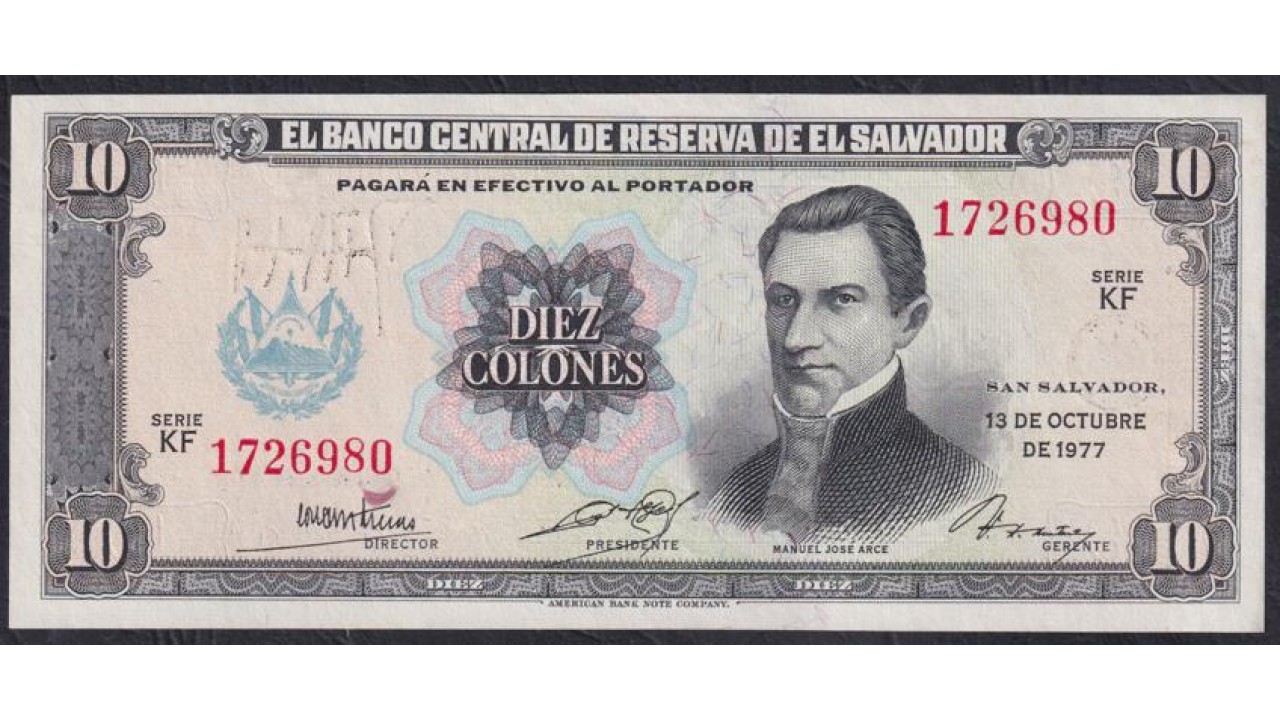 10 EL BANCO CENTRAL DE RESERVA DE EL SALVADOR 10
PAGARÁ EN EFECTIVO AL PORTADOR
1726980
SERIE
KF
DIEZ
COLONES
SAN SALVADOR,
13 DE OCTUBRE
DE 1977
SERIE
KF 1726980
DIRECTOR
PRESIDENTE
MANUEL JOSÉ ARCE
GERENTE
10 10
DIEZ DIEZ
AMERICAN BANK NOTE COMPANY.